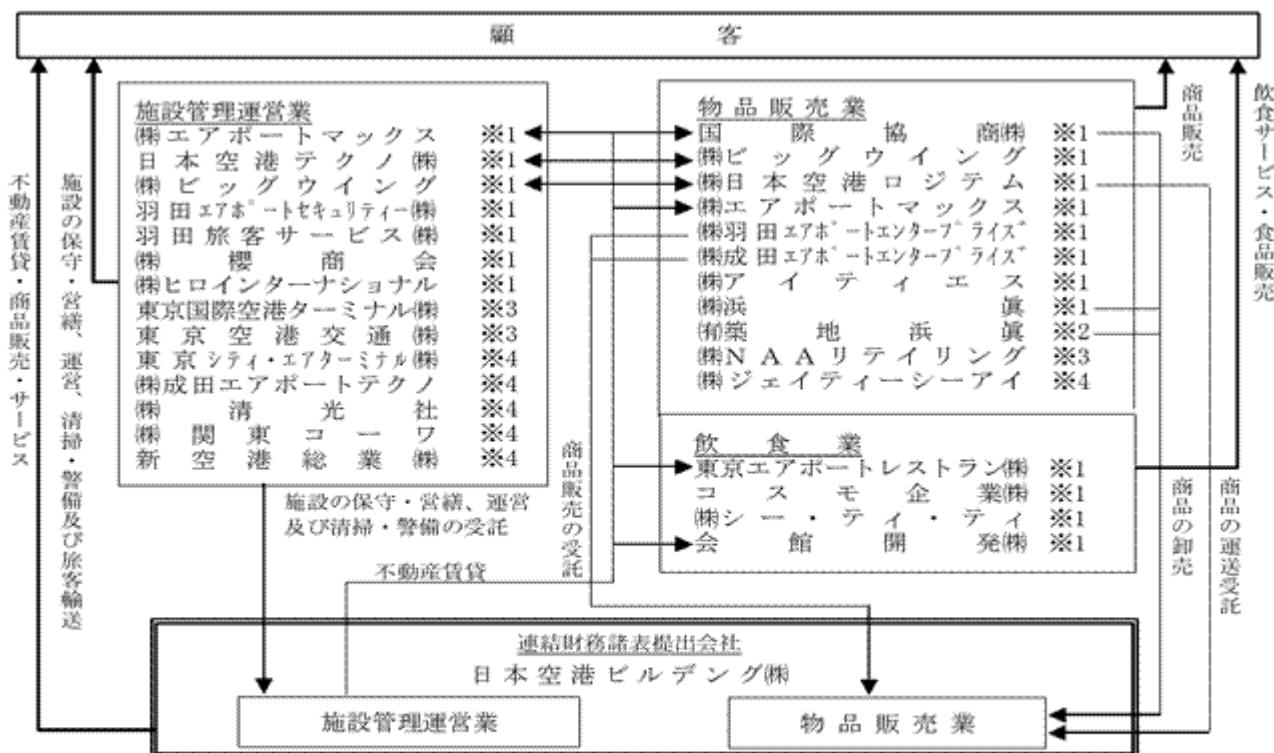 顧客
施設管理運営業
㈱エアポートマックス ※1
日本空港テクノ㈱ ※1
㈱ビッグウイング ※1
羽田エアポートセキュリティー㈱ ※1
羽田旅客サービス㈱ ※1
㈱櫻商会 ※1
㈱ヒロインターナショナル ※1
東京国際空港ターミナル㈱ ※3
東京空港交通㈱ ※3
東京シティ・エアターミナル㈱ ※4
㈱成田エアポートテクノ ※4
㈱清光社 ※4
㈱関東コーワ ※4
新空港総業㈱ ※4
物品販売業
国際協商㈱ ※1
㈱ビッグウイング ※1
㈱日本空港ロジテム ※1
㈱エアポートマックス ※1
㈱羽田エアポートエンタープライズ ※1
㈱成田エアポートエンタープライズ ※1
㈱アイティエス ※1
㈱浜眞 ※1
㈲築地浜眞 ※2
㈱NAAリテイリング ※3
㈱ジェイティーシーアイ ※4
飲食業
東京エアポートレストラン㈱ ※1
コスモ企業㈱ ※1
㈱シー・ティ・ティ ※1
会館開発㈱ ※1
不動産賃貸・商品販売・サービス
施設の保守・営繕、運営、清掃・警備及び旅客輸送
商品販売
飲食サービス・食品販売
施設の保守・営繕、運営
及び清掃・警備の受託
商品販売の受託
商品の卸売
商品の運送受託
不動産賃貸
連結財務諸表提出会社
日本空港ビルデング㈱
施設管理運営業
物品販売業